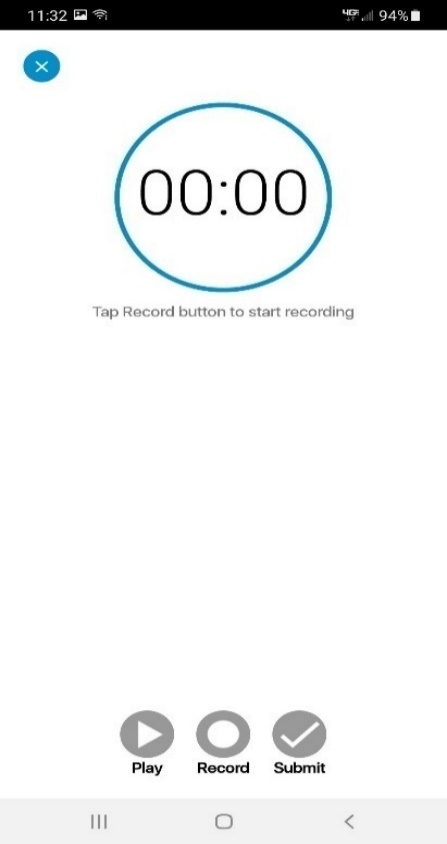 11:32 94%
00:00
Tap Record button to start recording
Play Record Submit